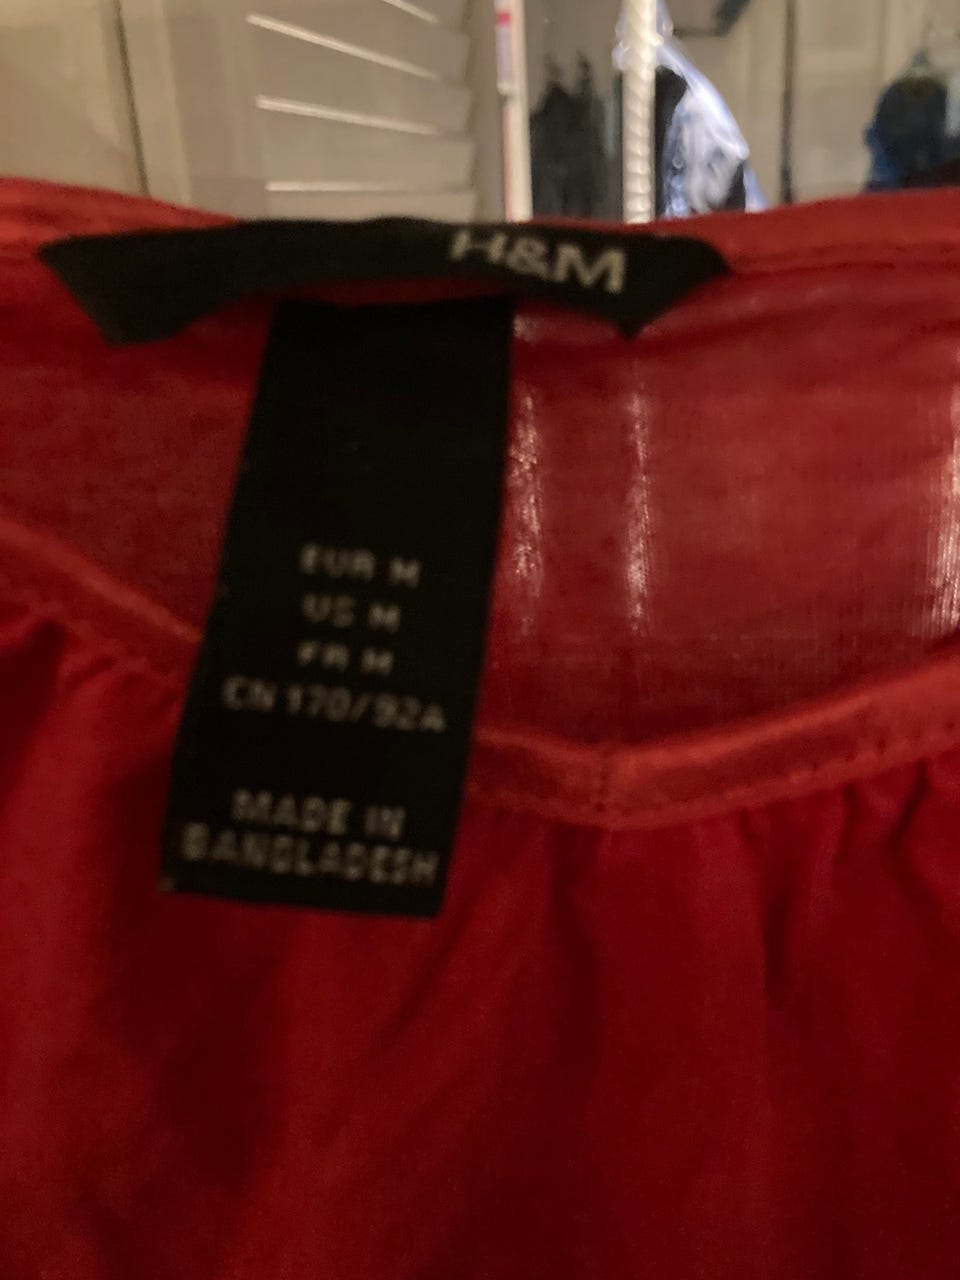 H&M
EUR M
US M
FR M
CN 170/92A
MADE IN
BANGLADESH